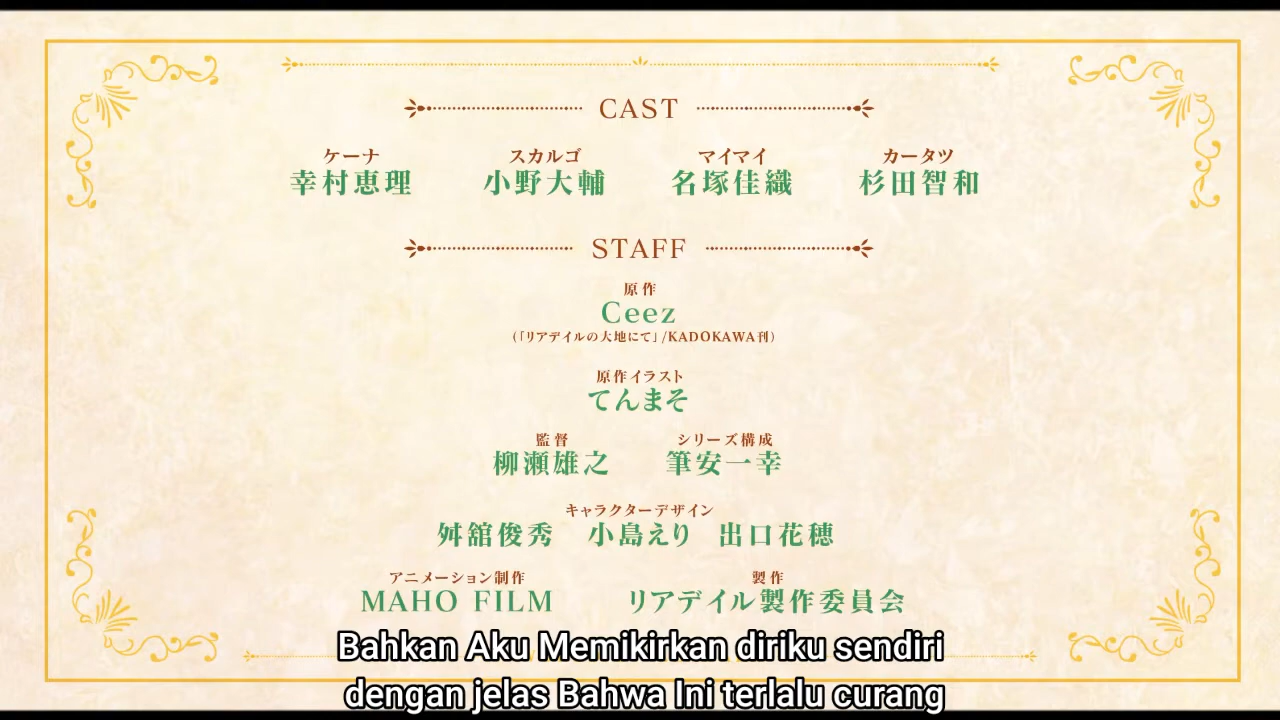 CAST
ケーナ スカルゴ マイマイ カータツ
幸村恵理 小野大輔 名塚佳織 杉田智和
STAFF
原作
Ceez
(「リアデイルの大地にて」/KADOKAWA刊)
原作イラスト
てんまそ
監督 シリーズ構成
柳瀬雄之 筆安一幸
キャラクターデザイン
舛舘俊秀 小島えり 出口花穂
アニメーション制作 製作
MAHO FILM リアデイル製作委員会
Bahkan Aku Memikirkan diriku sendiri
dengan jelas Bahwa Ini terlalu curang